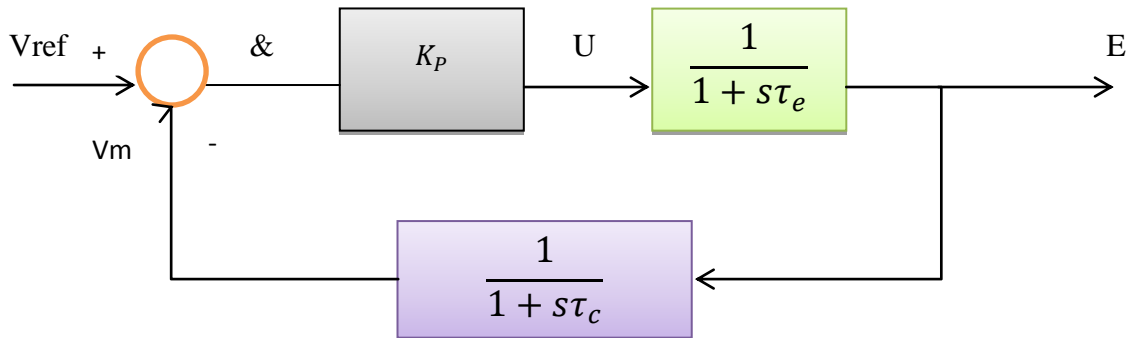 Vref + & K_P U 1 E
1 + sτ_e
Vm -
1
1 + sτ_c